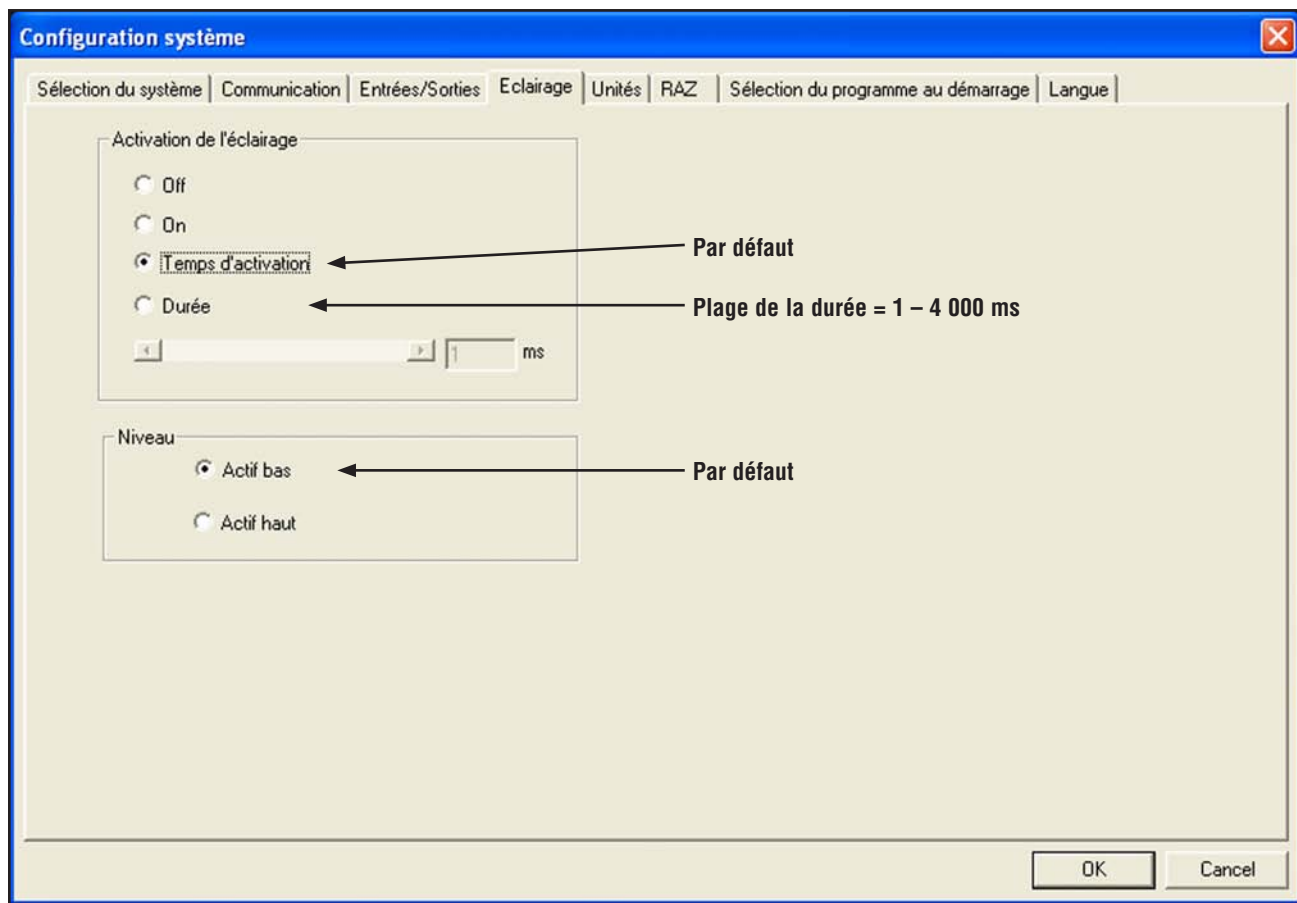 Configuration système
Sélection du système
Communication
Entrées/Sorties
Eclairage
Unités
RAZ
Sélection du programme au démarrage
Langue
Activation de l'éclairage
Off
On
Temps d'activation
Par défaut
Durée
Plage de la durée = 1 – 4 000 ms
1 ms
Niveau
Actif bas
Par défaut
Actif haut
OK
Cancel